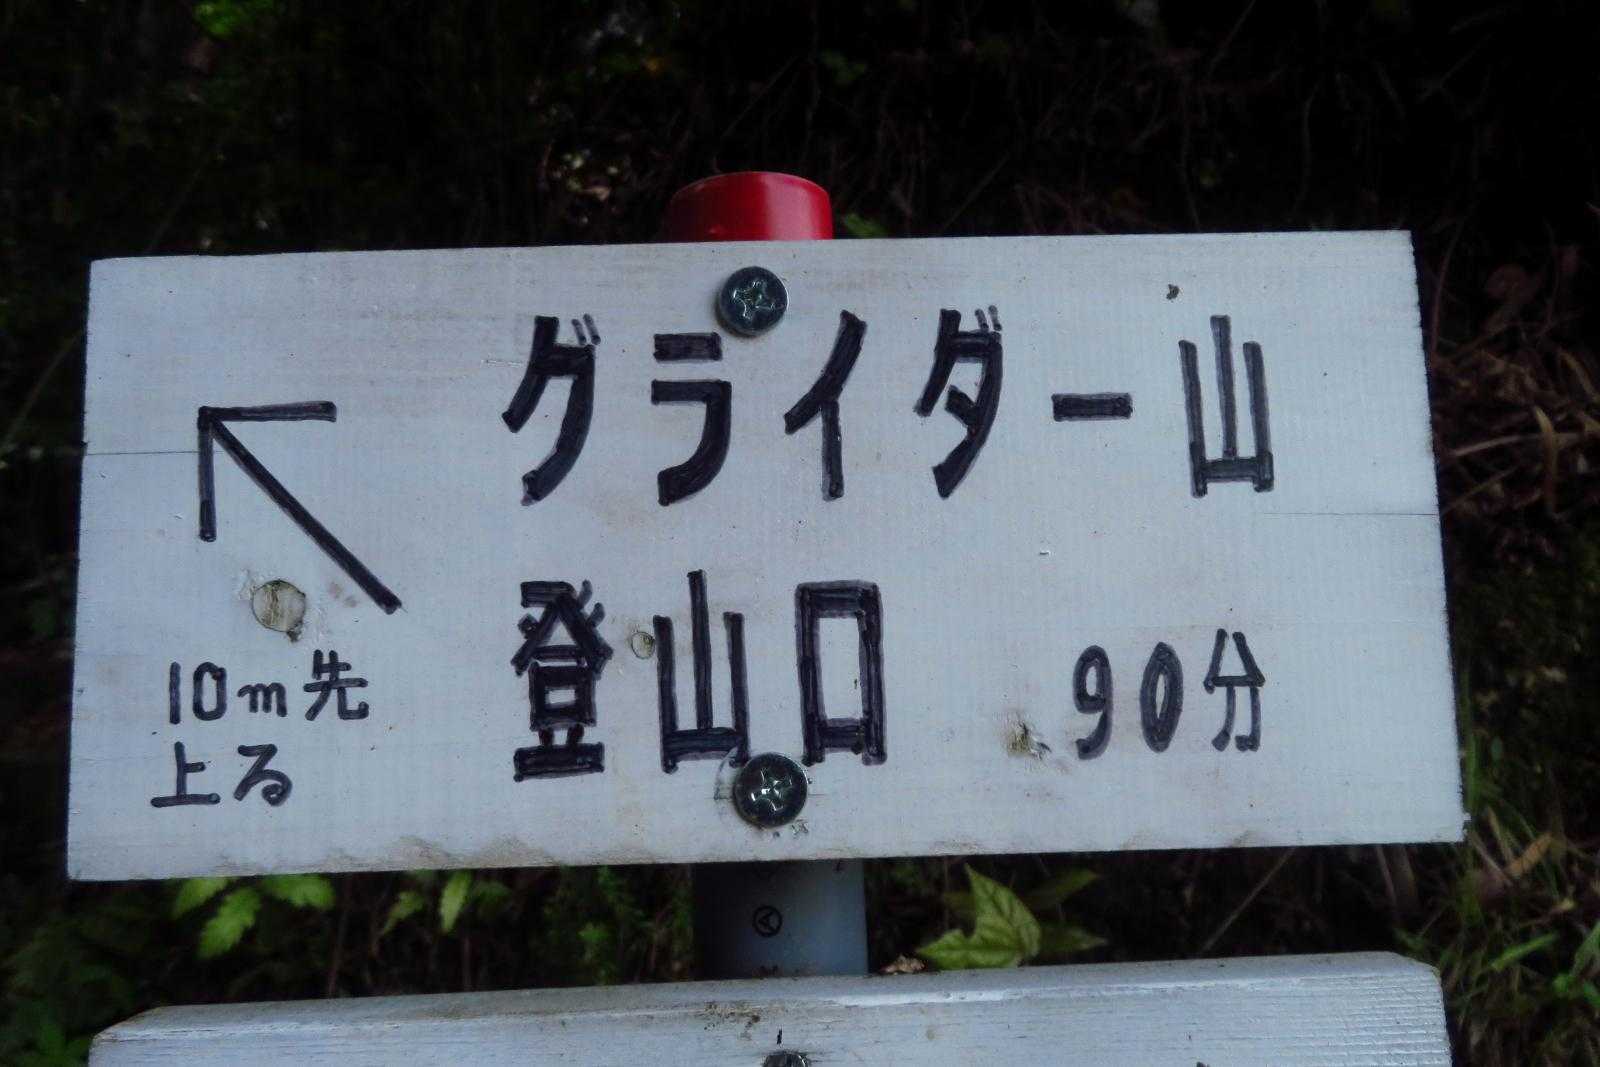 グライダー山
登山口 90分
10m先
上る